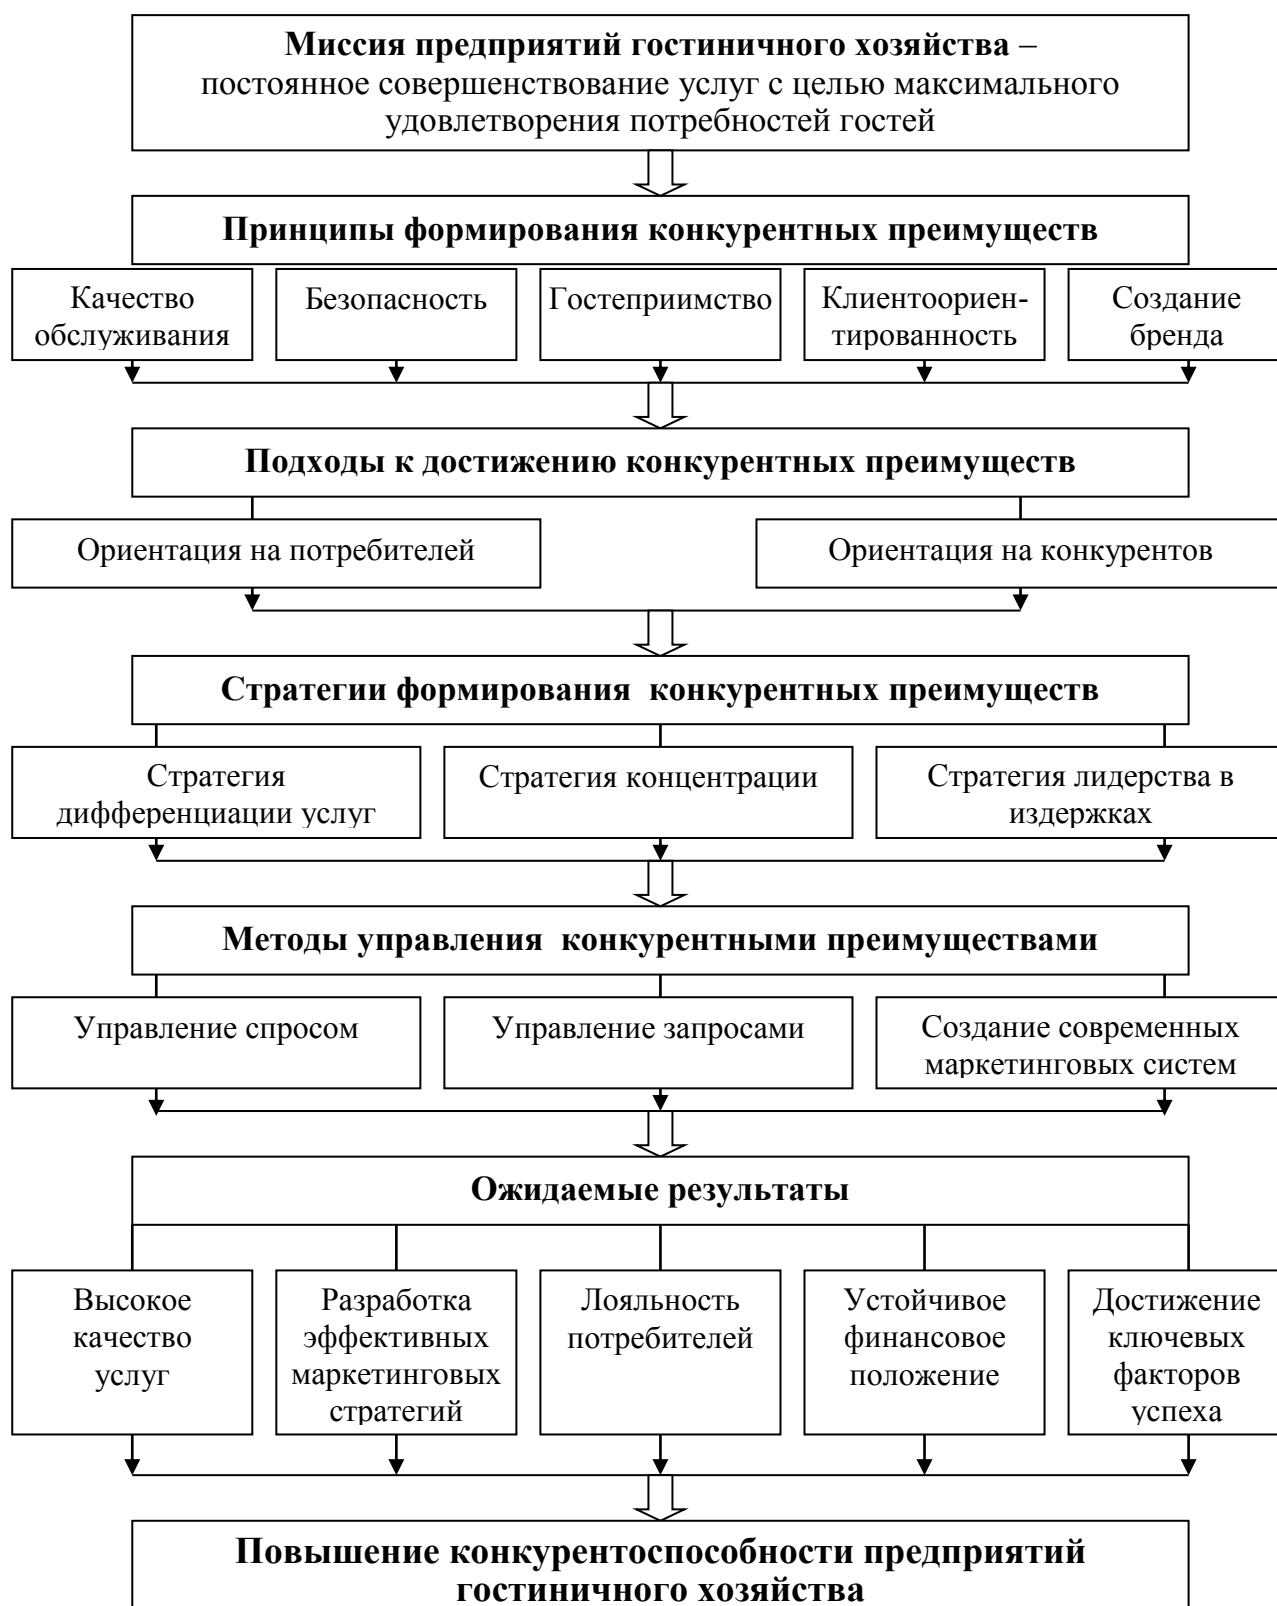 Миссия предприятий гостиничного хозяйства –
постоянное совершенствование услуг с целью максимального
удовлетворения потребностей гостей
Принципы формирования конкурентных преимуществ
Качество
обслуживания
Безопасность
Гостеприимство
Клиентоориен-
тированность
Создание
бренда
Подходы к достижению конкурентных преимуществ
Ориентация на потребителей
Ориентация на конкурентов
Стратегии формирования  конкурентных преимуществ
Стратегия
дифференциации услуг
Стратегия концентрации
Стратегия лидерства в
издержках
Методы управления  конкурентными преимуществами
Управление спросом
Управление запросами
Создание современных
маркетинговых систем
Ожидаемые результаты
Высокое
качество
услуг
Разработка
эффективных
маркетинговых
стратегий
Лояльность
потребителей
Устойчивое
финансовое
положение
Достижение
ключевых
факторов
успеха
Повышение конкурентоспособности предприятий
гостиничного хозяйства